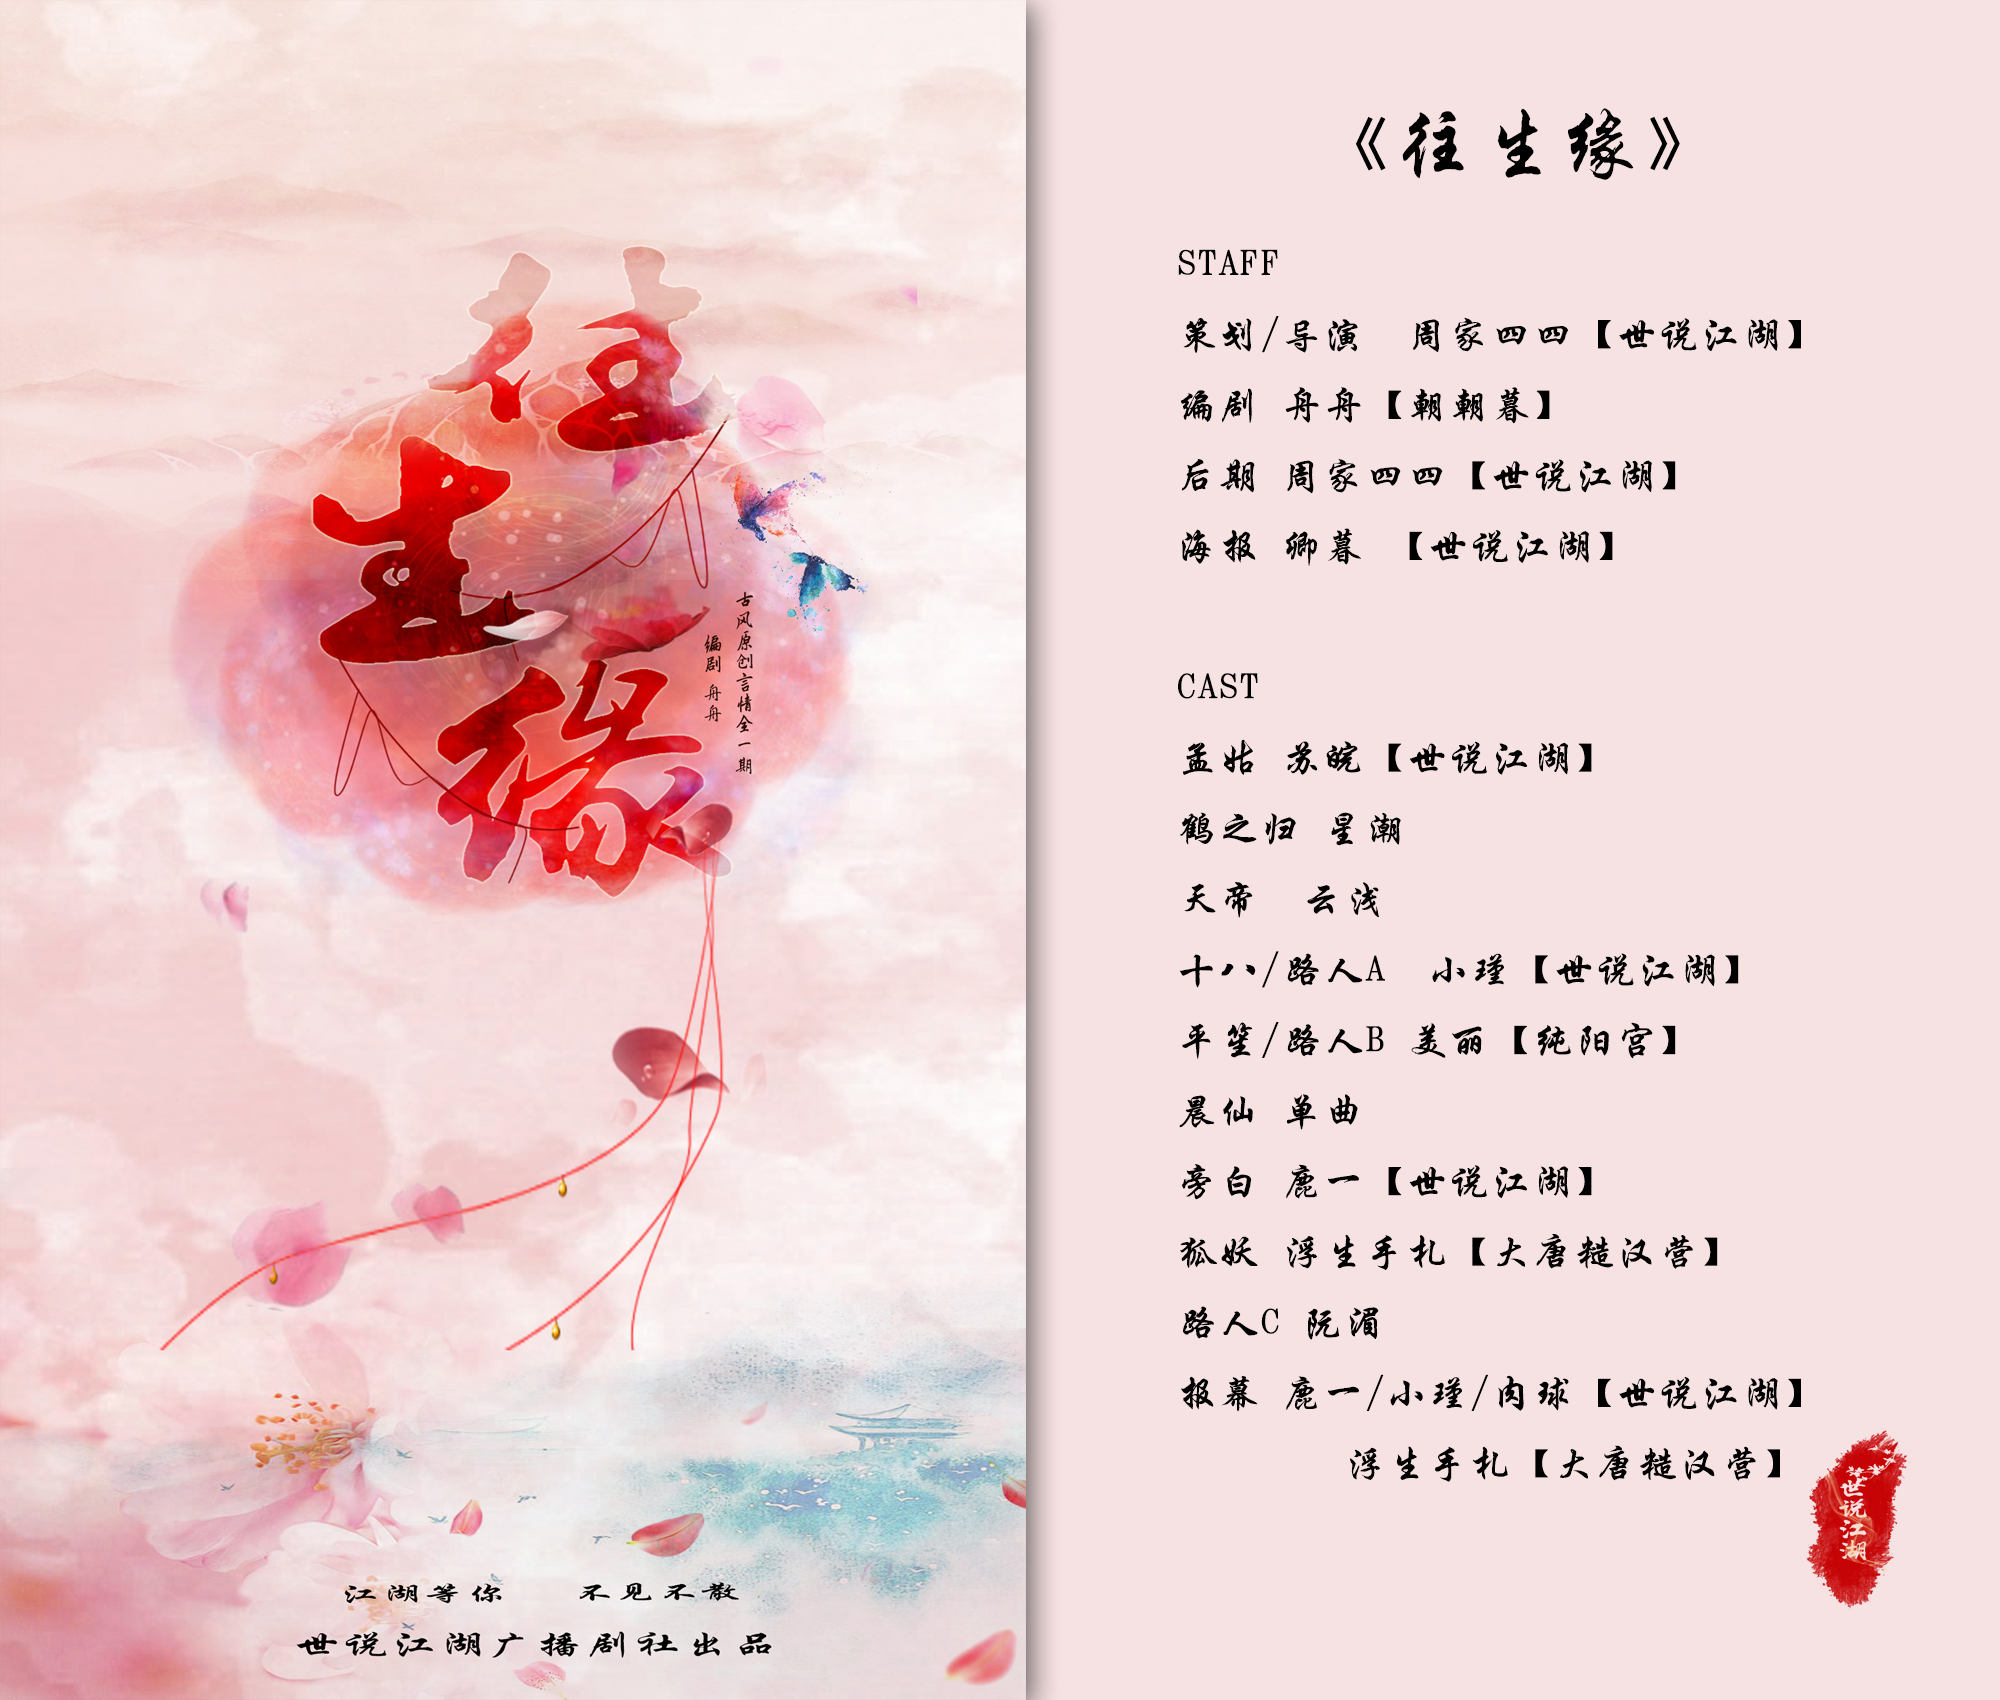 往生缘
古风原创言情全一期
编剧 舟舟
江湖等你 不见不散
世说江湖广播剧社出品
《往生缘》
STAFF
策划/导演 周家四四【世说江湖】
编剧 舟舟【朝朝暮】
后期 周家四四【世说江湖】
海报 卿暮 【世说江湖】
CAST
孟姑 苏皖【世说江湖】
鹤之归 星潮
天帝 云浅
十八/路人A 小瑾【世说江湖】
平笙/路人B 美丽【纯阳宫】
晨仙 单曲
旁白 鹿一【世说江湖】
狐妖 浮生手札【大唐糙汉营】
路人C 阮湄
报幕 鹿一/小瑾/肉球【世说江湖】
浮生手札【大唐糙汉营】
世说江湖